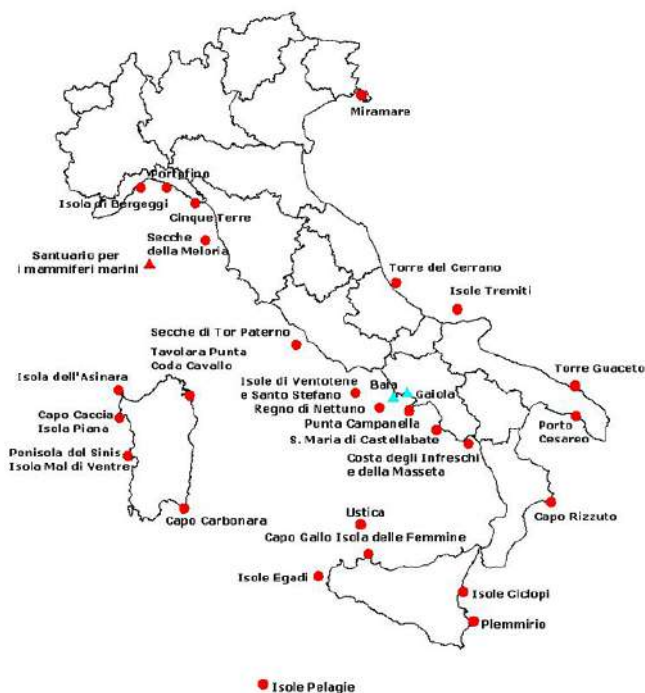 Miramare
Portofino
Isola di Bergeggi
Cinque Terre
Secche
della Meloria
Santuario per
i mammiferi marini
Torre del Cerrano
Isole Tremiti
Secche di Tor Paterno
Tavolara Punta
Coda Cavallo
Isola dell'Asinara
Isole di Ventotene
e Santo Stefano
Baia
Gaiola
Torre Guaceto
Regno di Nettuno
Capo Caccia
Isola Piana
Punta Campanella
Porto
Cesareo
S. Maria di Castellabate
Penisola del Sinis
Isola Mal di Ventre
Costa degli Infreschi
e della Masseta
Ustica
Capo Carbonara
Capo Rizzuto
Capo Gallo Isola delle Femmine
Isole Egadi
Isole Ciclopi
Plemmirio
Isole Pelagie